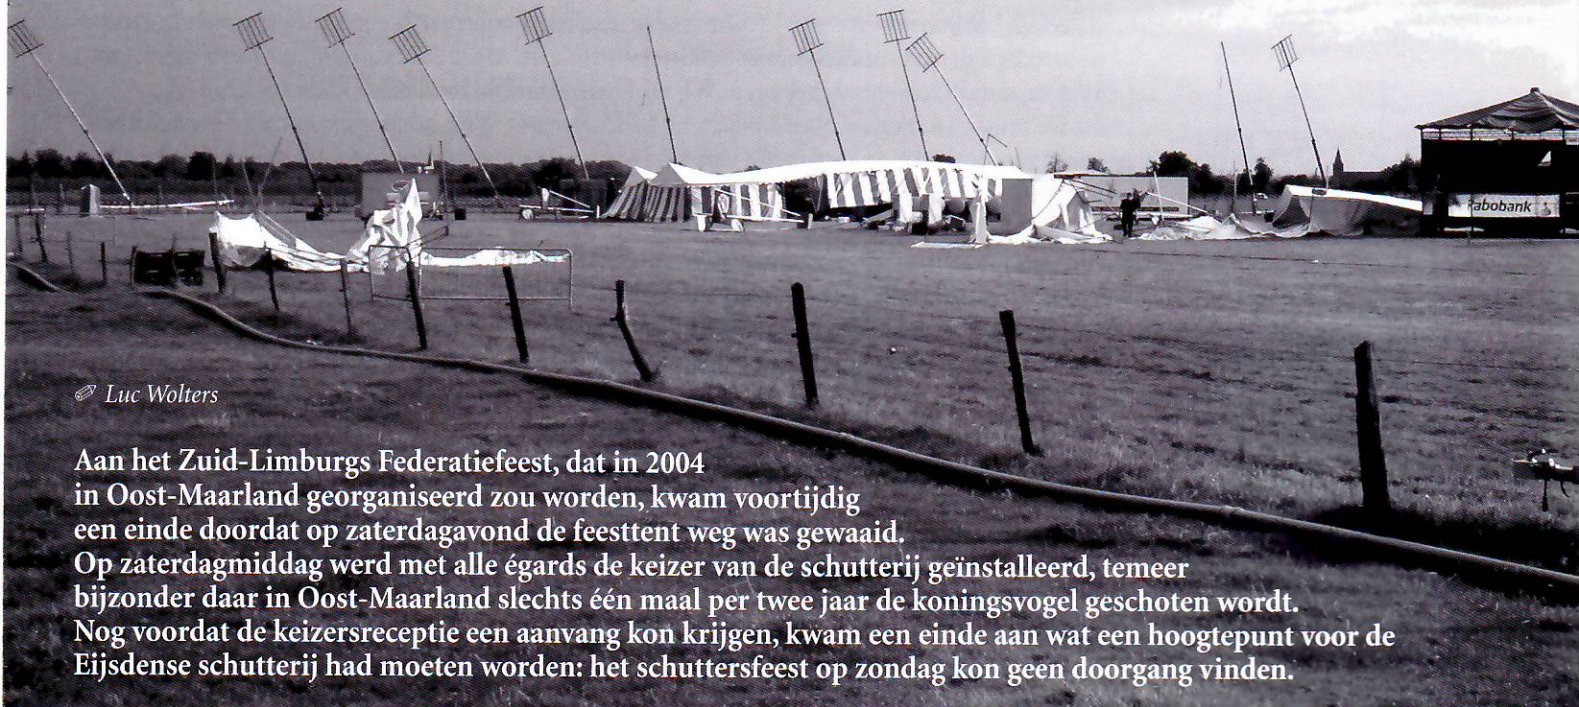 Rabobank
Luc Wolters
Aan het Zuid-Limburgs Federatiefeest, dat in 2004
in Oost-Maarland georganiseerd zou worden, kwam voortijdig
een einde doordat op zaterdagavond de feesttent weg was gewaaid.
Op zaterdagmiddag werd met alle égards de keizer van de schutterij geïnstalleerd, temeer
bijzonder daar in Oost-Maarland slechts één maal per twee jaar de koningsvogel geschoten wordt.
Nog voordat de keizersreceptie een aanvang kon krijgen, kwam een einde aan wat een hoogtepunt voor de
Eijsdense schutterij had moeten worden: het schuttersfeest op zondag kon geen doorgang vinden.